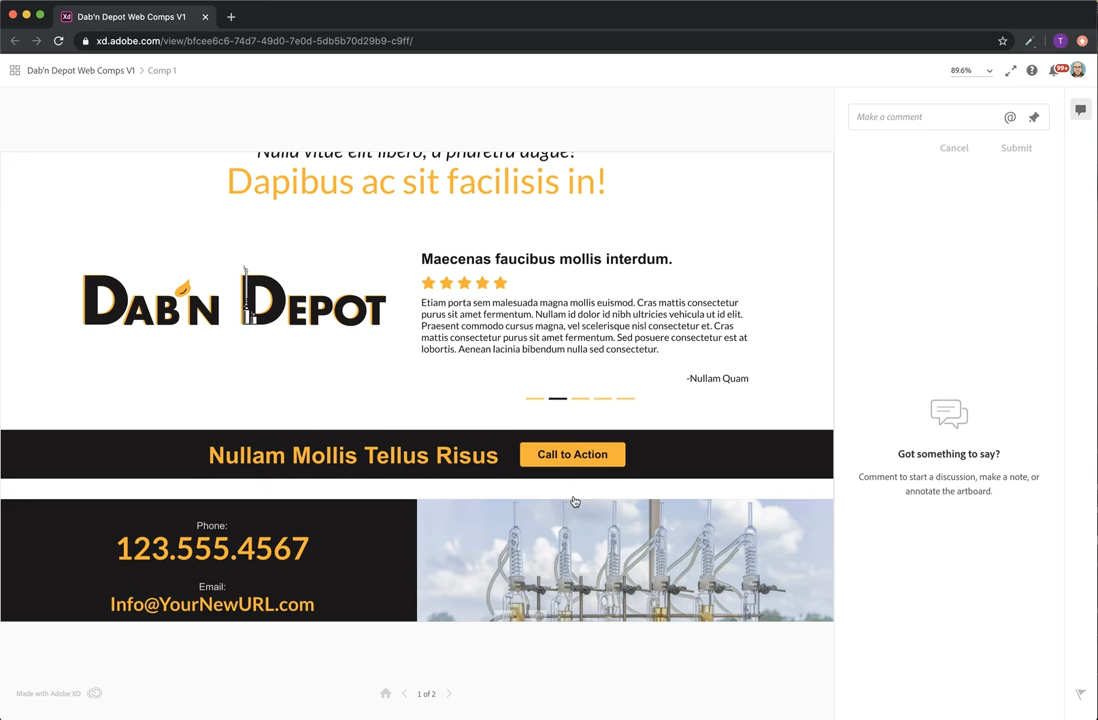 Dab'n Depot Web Comps V1
xd.adobe.com/view/bfcee6c6-74d7-49d0-7e0d-5db5b70d29b9-c9ff/
T
Dab'n Depot Web Comps V1 > Comp 1
89.6%
99+
Make a comment
@
Cancel
Submit
Nulla vitae elit libero, a pharetra augue!
Dapibus ac sit facilisis in!
DAB'N DEPOT
Maecenas faucibus mollis interdum.
Etiam porta sem malesuada magna mollis euismod. Cras mattis consectetur
purus sit amet fermentum. Nullam id dolor id nibh ultricies vehicula ut id elit.
Praesent commodo cursus magna, vel scelerisque nisl consectetur et. Cras
mattis consectetur purus sit amet fermentum. Sed posuere consectetur est at
lobortis. Aenean lacinia bibendum nulla sed consectetur.
-Nullam Quam
Nullam Mollis Tellus Risus
Call to Action
Phone:
123.555.4567
Email:
Info@YourNewURL.com
Got something to say?
Comment to start a discussion, make a note, or
annotate the artboard.
Made with Adobe XD
1 of 2